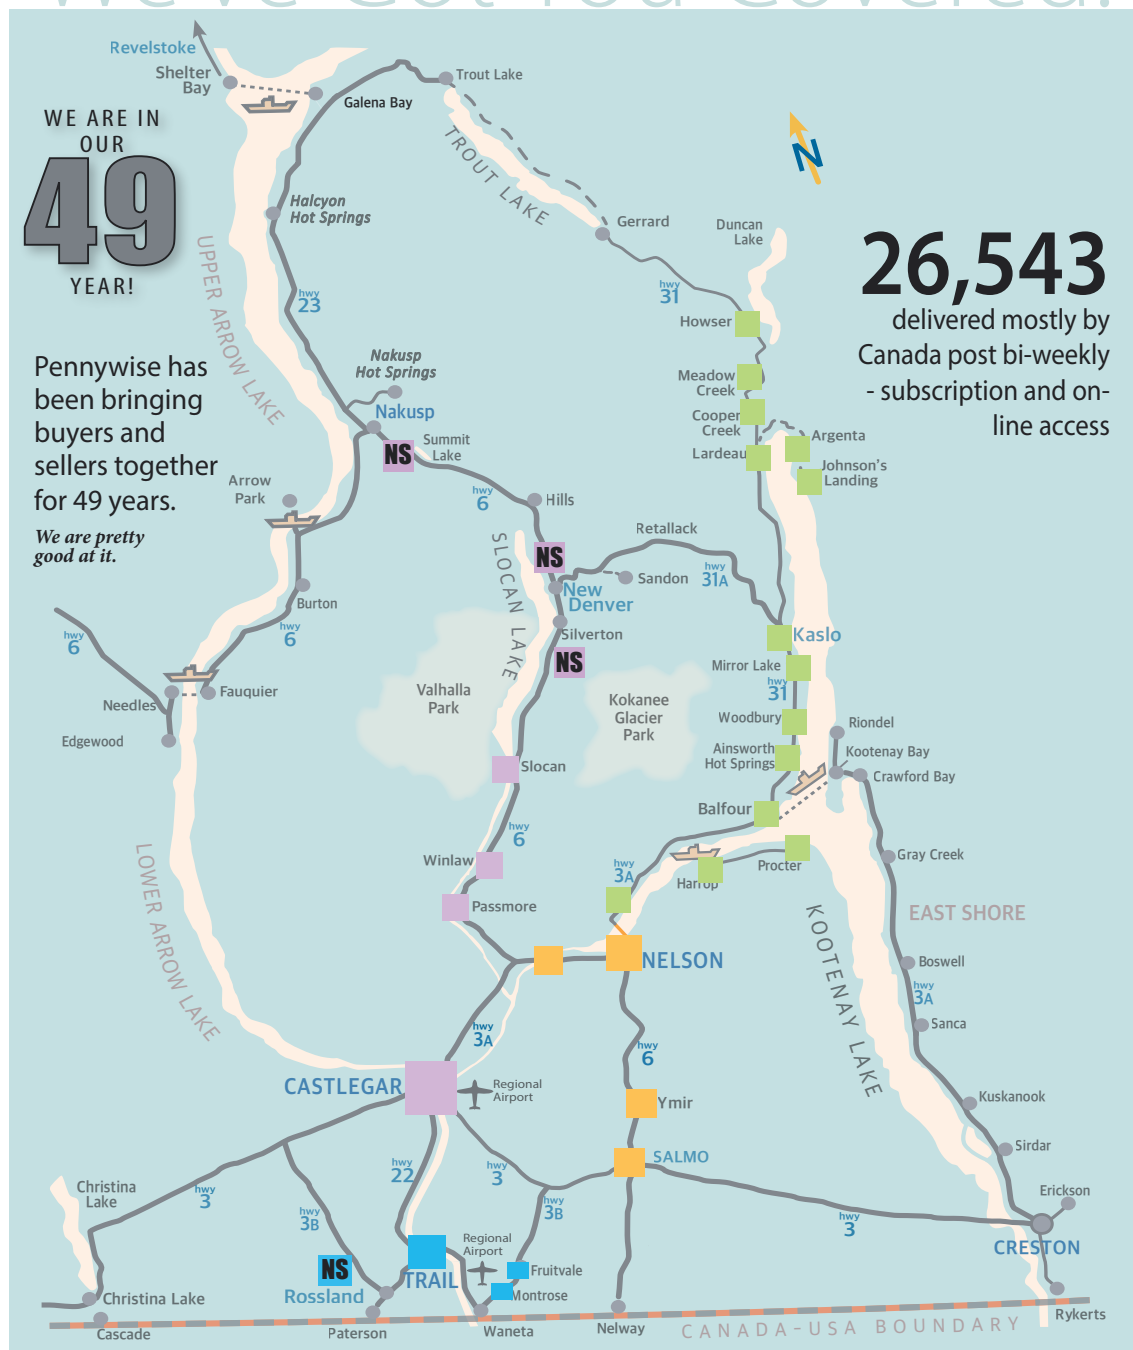 We've Got You Covered!
Revelstoke
Shelter
Bay
Trout Lake
Galena Bay
WE ARE IN
OUR
49
YEAR!
TROUT LAKE
N
Halcyon
Hot Springs
Gerrard
Duncan
Lake
26,543
delivered mostly by
Canada post bi-weekly
- subscription and on-
line access
UPPER ARROW LAKE
hwy
23
hwy
31
Howser
Pennywise has
been bringing
buyers and
sellers together
for 49 years.
We are pretty
good at it.
Nakusp
Hot Springs
Nakusp
Meadow
Creek
Cooper
Creek
Lardeau
Argenta
Johnson's
Landing
NS
Summit
Lake
Arrow
Park
hwy
6
Hills
SLOCAN LAKE
NS
Retallack
hwy
31A
Sandon
New
Denver
Burton
hwy
6
hwy
6
Silverton
NS
Kaslo
Mirror Lake
hwy
31
Valhalla
Park
Kokanee
Glacier
Park
Needles
Fauquier
Edgewood
Woodbury
Riondel
Ainsworth
Hot Springs
Kootenay Bay
Crawford Bay
Slocan
Balfour
hwy
6
LOWER ARROW LAKE
Winlaw
hwy
3A
Harrop
Procter
Gray Creek
Passmore
EAST SHORE
KOOTENAY LAKE
NELSON
Boswell
hwy
3A
Sanca
hwy
3A
hwy
6
CASTLEGAR
Regional
Airport
Ymir
Kuskanook
Sirdar
SALMO
hwy
22
hwy
3
Christina
Lake
hwy
3
hwy
3B
hwy
3B
hwy
3
Erickson
CRESTON
Regional
Airport
NS
Rossland
TRAIL
Fruitvale
Montrose
Christina Lake
Cascade
Paterson
Waneta
Nelway
CANADA-USA BOUNDARY
Rykerts